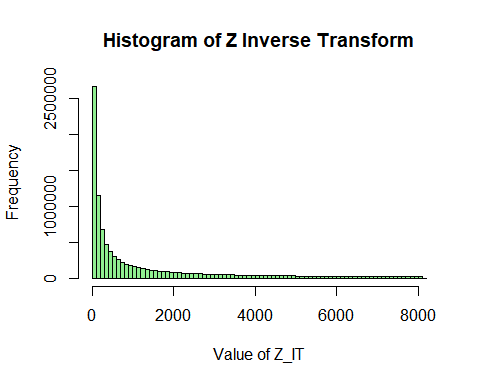 Histogram of Z Inverse Transform
Frequency
2500000
1000000
0
0 2000 4000 6000 8000
Value of Z_IT